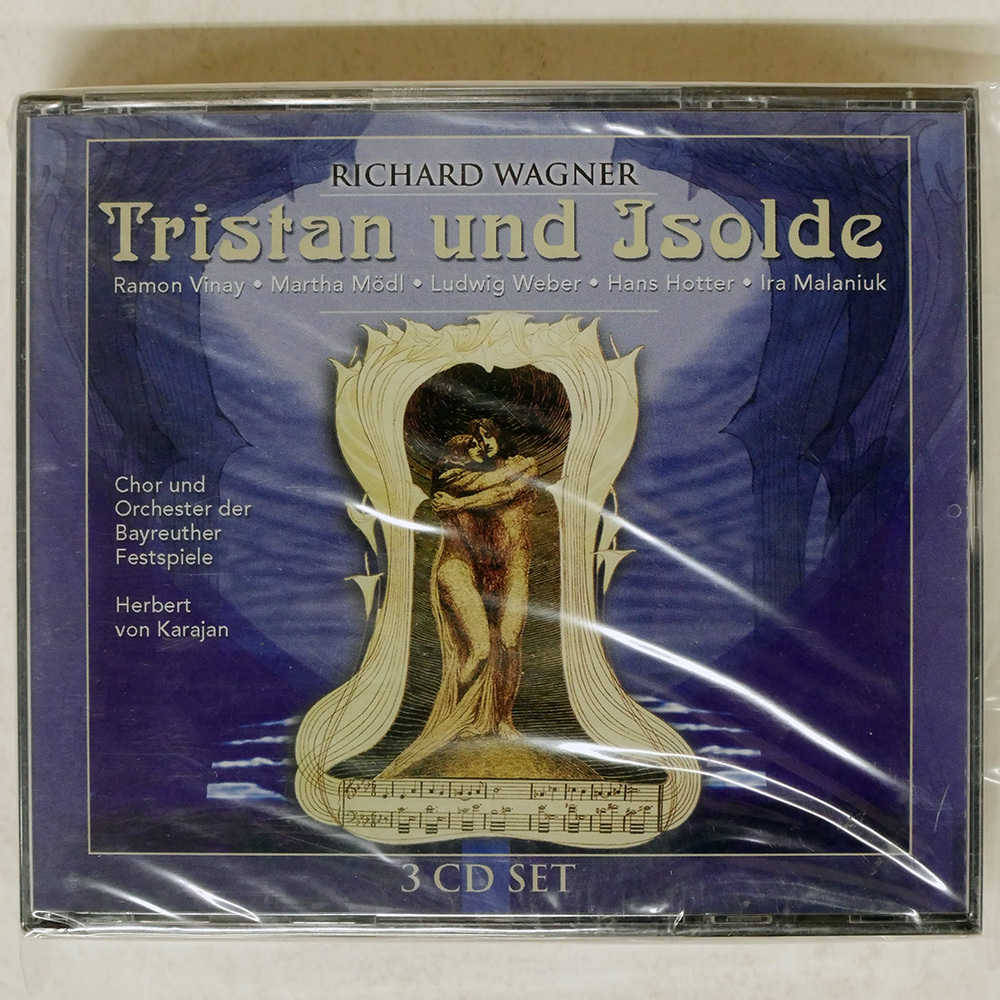 RICHARD WAGNER
Tristan und Isolde
Ramon Vinay • Martha Mödl • Ludwig Weber • Hans Hotter • Ira Malaniuk
Chor und
Orchester der
Bayreuther
Festspiele
Herbert
von Karajan
3 CD SET